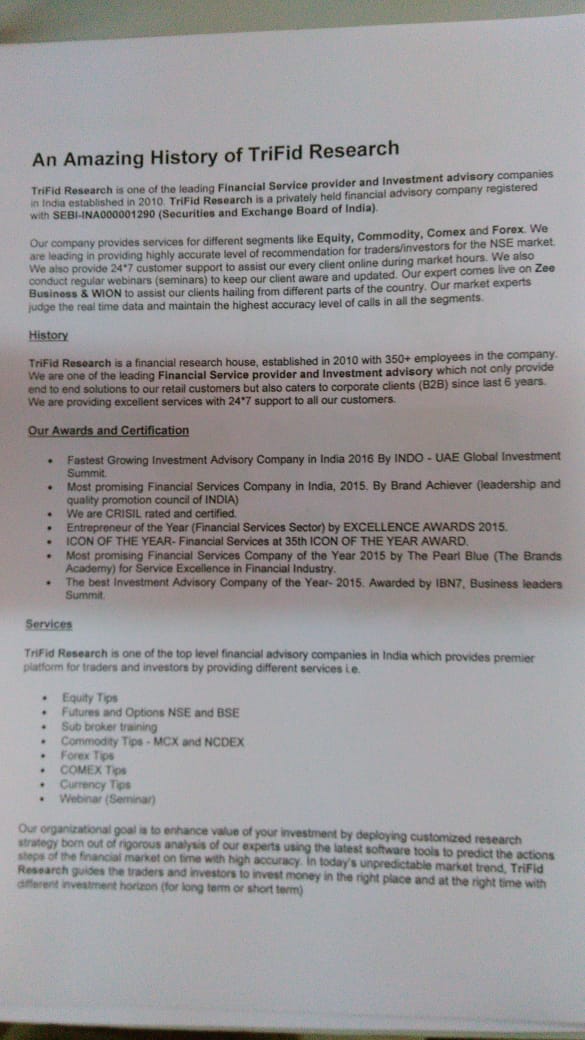 An Amazing History of TriFid Research
TriFid Research is one of the leading Financial Service provider and Investment advisory companies
in India established in 2010. TriFid Research is a privately held financial advisory company registered
with SEBI-INA000001290 (Securities and Exchange Board of India).
Our company provides services for different segments like Equity, Commodity, Comex and Forex. We
are leading in providing highly accurate level of recommendation for traders/investors for the NSE market.
We also provide 24*7 customer support to assist our every client online during market hours. We also
conduct regular webinars (seminars) to keep our client aware and updated. Our expert comes live on Zee
Business & WION to assist our clients hailing from different parts of the country. Our market experts
judge the real time data and maintain the highest accuracy level of calls in all the segments.
History
TriFid Research is a financial research house, established in 2010 with 350+ employees in the company.
We are one of the leading Financial Service provider and Investment advisory which not only provide
end to end solutions to our retail customers but also caters to corporate clients (B2B) since last 6 years.
We are providing excellent services with 24*7 support to all our customers.
Our Awards and Certification
• Fastest Growing Investment Advisory Company in India 2016 By INDO - UAE Global Investment
Summit.
• Most promising Financial Services Company in India, 2015. By Brand Achiever (leadership and
quality promotion council of INDIA)
• We are CRISIL rated and certified.
• Entrepreneur of the Year (Financial Services Sector) by EXCELLENCE AWARDS 2015.
• ICON OF THE YEAR- Financial Services at 35th ICON OF THE YEAR AWARD.
• Most promising Financial Services Company of the Year 2015 by The Pearl Blue (The Brands
Academy) for Service Excellence in Financial Industry.
• The best Investment Advisory Company of the Year- 2015. Awarded by IBN7, Business leaders
Summit.
Services
TriFid Research is one of the top level financial advisory companies in India which provides premier
platform for traders and investors by providing different services i.e.
• Equity Tips
• Futures and Options NSE and BSE
• Sub broker training
• Commodity Tips - MCX and NCDEX
• Forex Tips
• COMEX Tips
• Currency Tips
• Webinar (Seminar)
Our organizational goal is to enhance value of your investment by deploying customized research
strategy born out of rigorous analysis of our experts using the latest software tools to predict the actions
steps of the financial market on time with high accuracy. In today's unpredictable market trend, TriFid
Research guides the traders and investors to invest money in the right place and at the right time with
different investment horizon (for long term or short term)